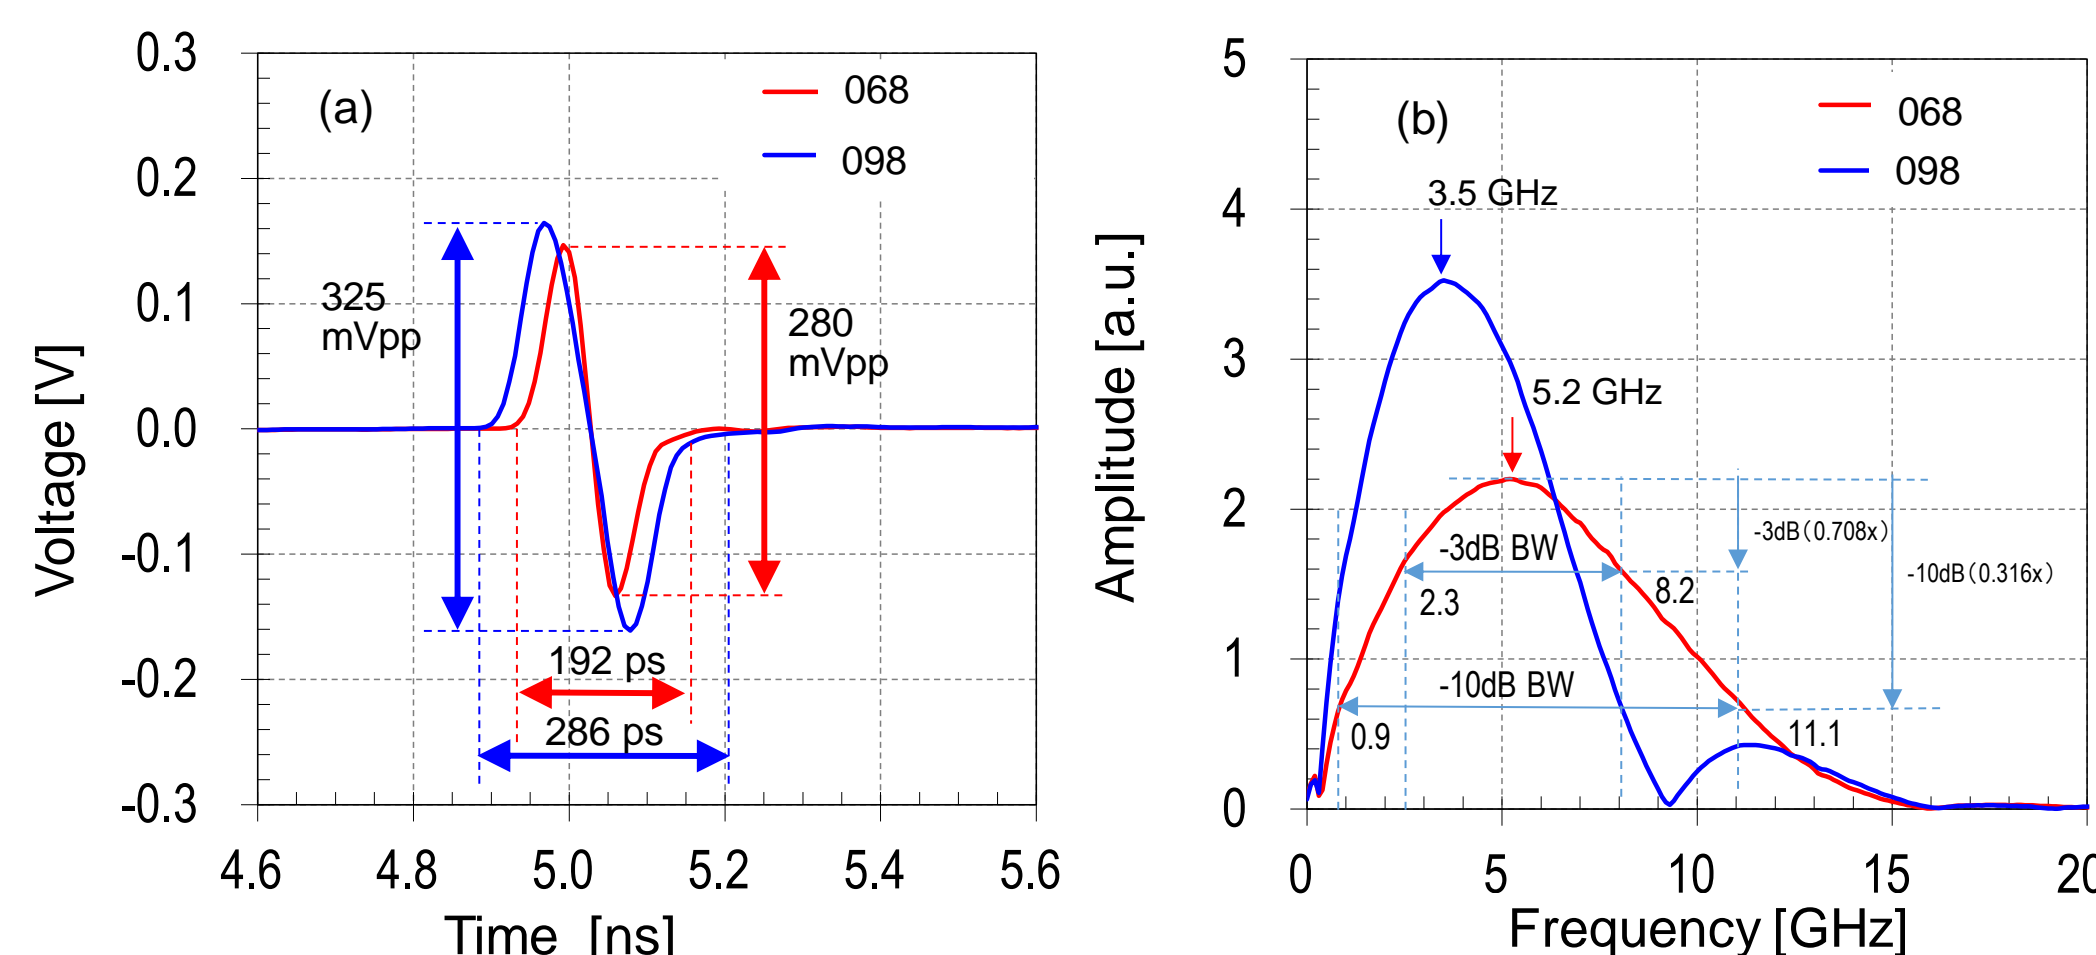 (a)
068
098
0.3
0.2
0.1
0.0
-0.1
-0.2
-0.3
Voltage [V]
325
mVpp
280
mVpp
192 ps
286 ps
4.6
4.8
5.0
5.2
5.4
5.6
Time [ns]
(b)
068
098
5
4
3
2
1
0
Amplitude [a.u.]
3.5 GHz
5.2 GHz
-3dB BW
-3dB(0.708x)
-10dB(0.316x)
2.3
8.2
-10dB BW
0.9
11.1
0
5
10
15
20
Frequency [GHz]